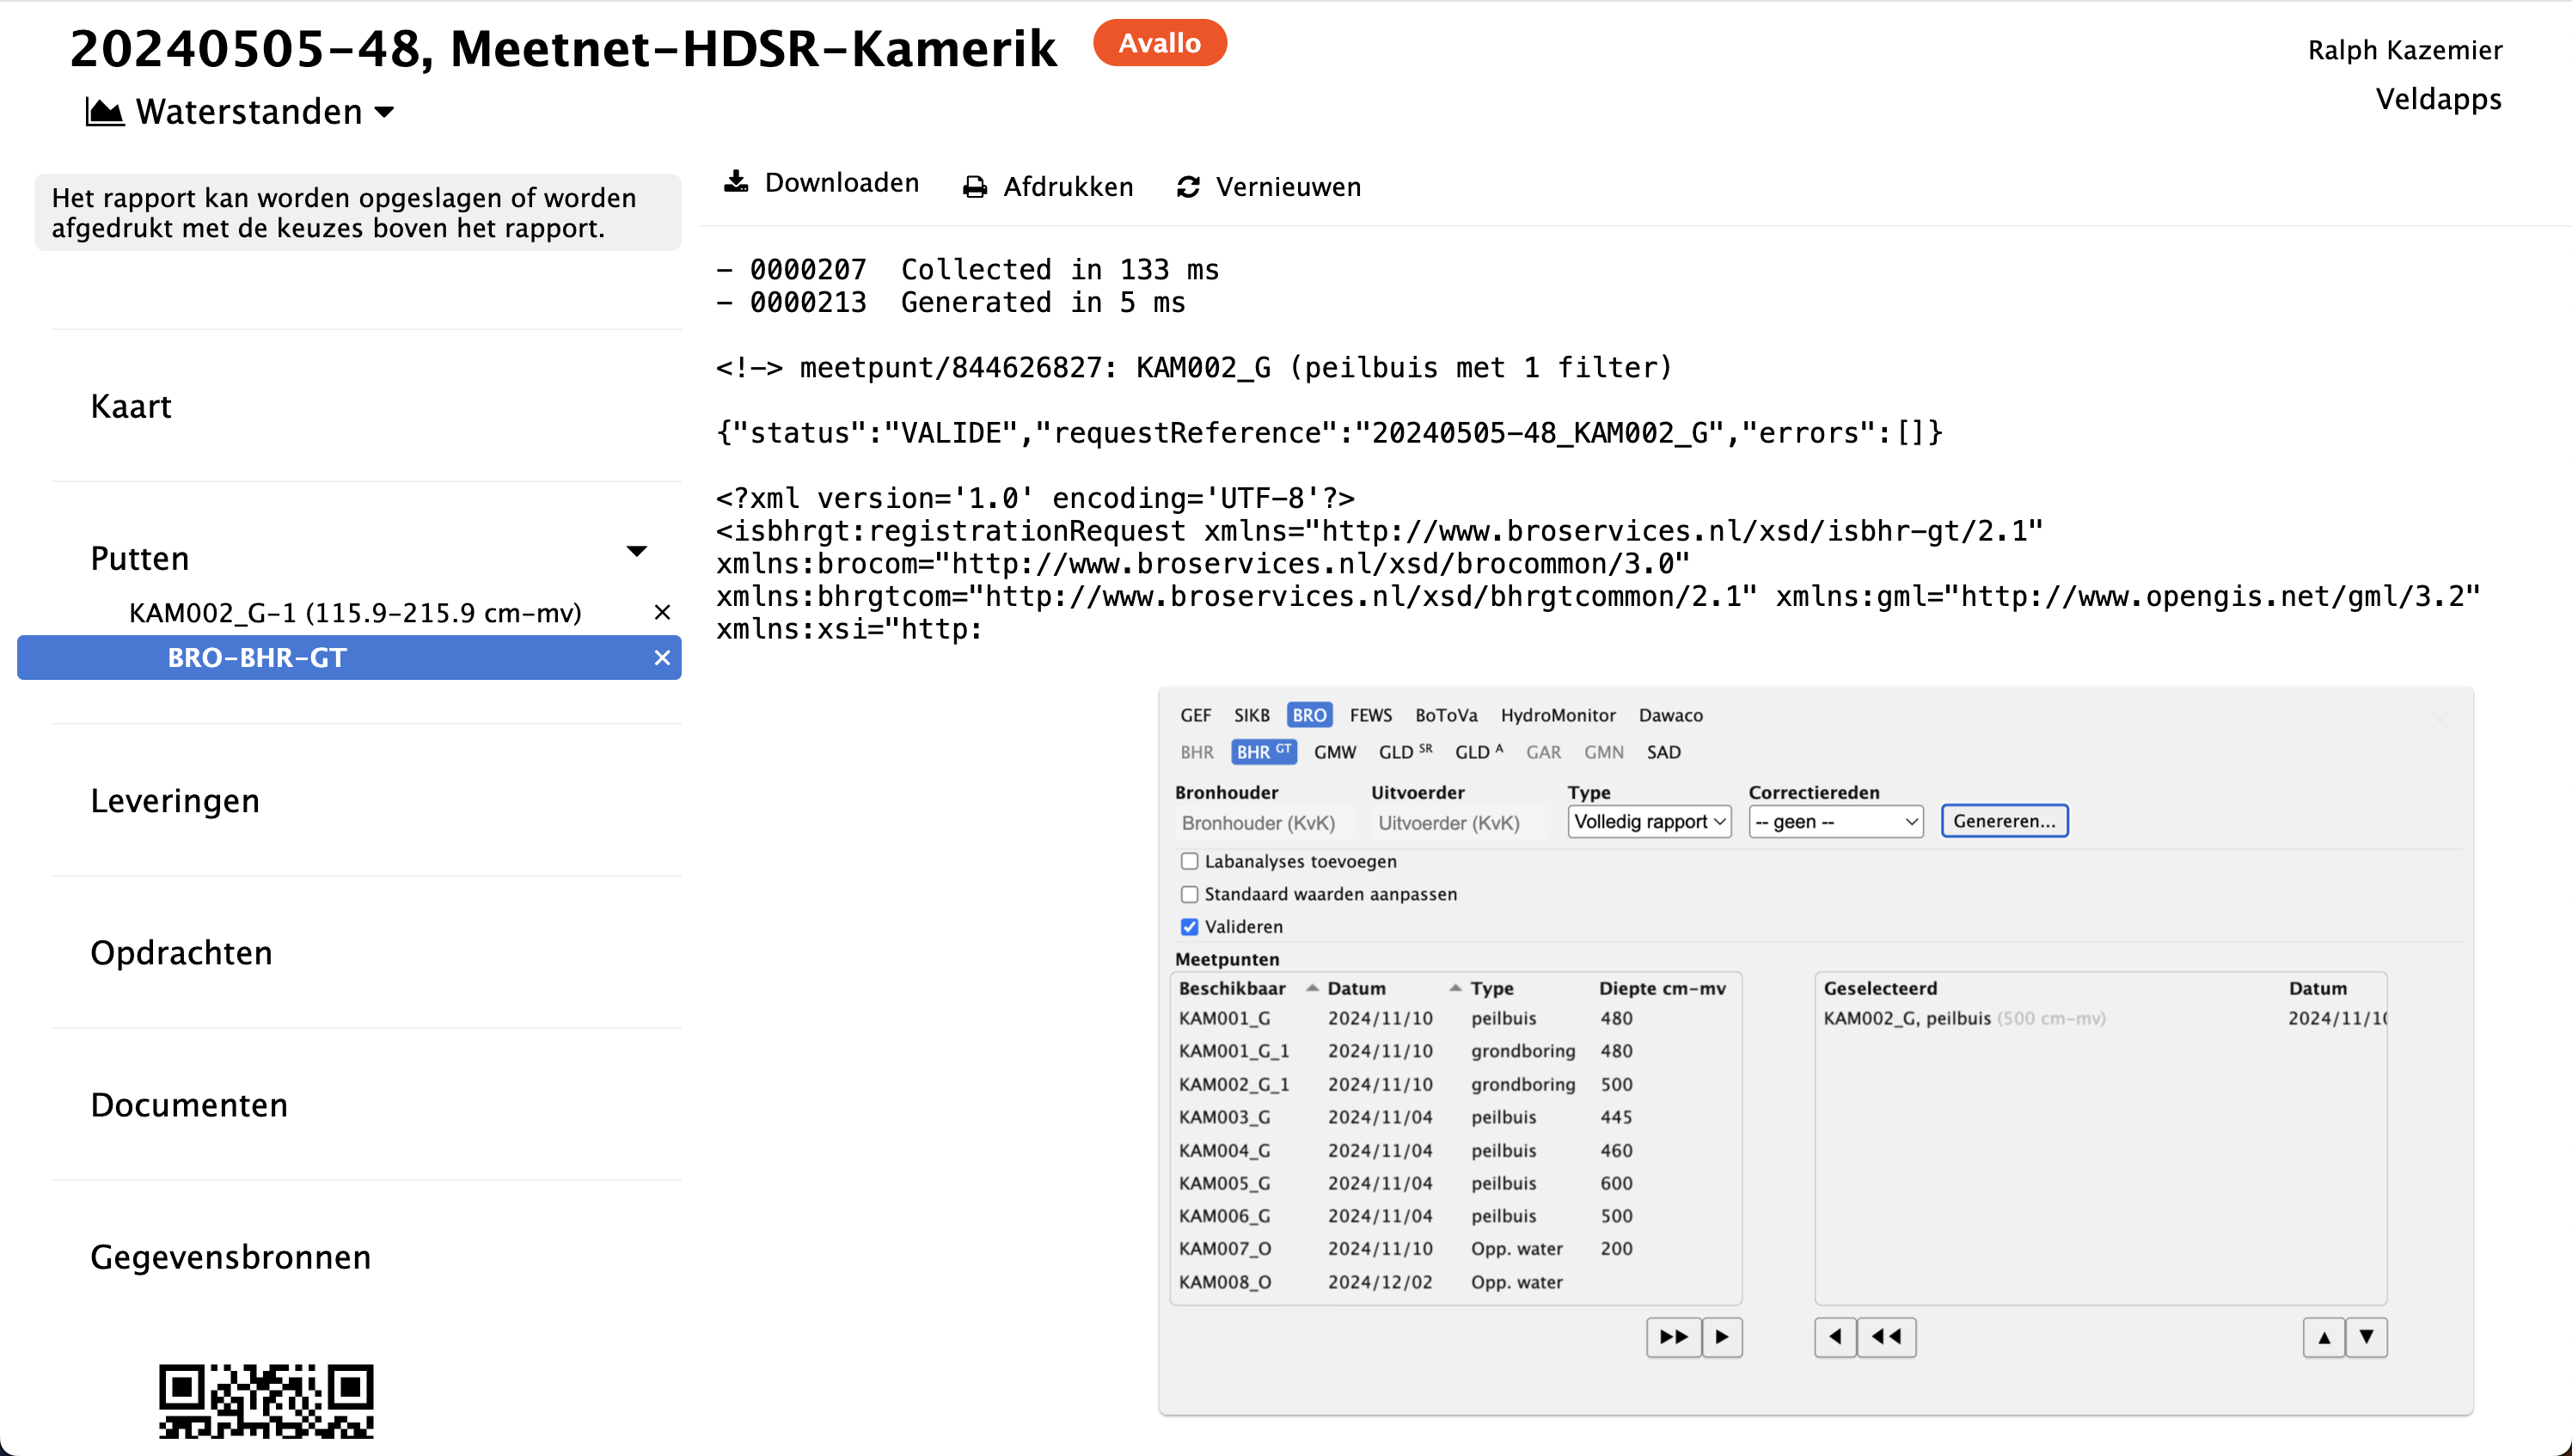 20240505-48, Meetnet-HDSR-Kamerik Avallo
Ralph Kazemier
Veldapps
Waterstanden
Het rapport kan worden opgeslagen of worden
afgedrukt met de keuzes boven het rapport.
Kaart
Putten
KAM002_G-1 (115.9-215.9 cm-mv) ×
BRO-BHR-GT ×
Leveringen
Opdrachten
Documenten
Gegevensbronnen
Downloaden Afdrukken Vernieuwen
- 0000207 Collected in 133 ms
- 0000213 Generated in 5 ms
<!-> meetpunt/844626827: KAM002_G (peilbuis met 1 filter)
{"status":"VALIDE","requestReference":"20240505-48_KAM002_G","errors":[]}
<?xml version='1.0' encoding='UTF-8'?>
<isbhrgt:registrationRequest xmlns="http://www.broservices.nl/xsd/isbhr-gt/2.1"
xmlns:brocom="http://www.broservices.nl/xsd/brocommon/3.0"
xmlns:bhrgtcom="http://www.broservices.nl/xsd/bhrgtcommon/2.1" xmlns:gml="http://www.opengis.net/gml/3.2"
xmlns:xsi="http:
GEF SIKB BRO FEWS BoToVa HydroMonitor Dawaco
BHR BHR GT GMW GLD SR GLD A GAR GMN SAD
Bronhouder Uitvoerder Type Correctiereden
Bronhouder (KvK) Uitvoerder (KvK) Volledig rapport -- geen -- Genereren...
Labanalyses toevoegen
Standaard waarden aanpassen
Valideren
Meetpunten
Beschikbaar Datum Type Diepte cm-mv
KAM001_G 2024/11/10 peilbuis 480
KAM001_G_1 2024/11/10 grondboring 480
KAM002_G_1 2024/11/10 grondboring 500
KAM003_G 2024/11/04 peilbuis 445
KAM004_G 2024/11/04 peilbuis 460
KAM005_G 2024/11/04 peilbuis 600
KAM006_G 2024/11/04 peilbuis 500
KAM007_O 2024/11/10 Opp. water 200
KAM008_O 2024/12/02 Opp. water
Geselecteerd Datum
KAM002_G, peilbuis (500 cm-mv) 2024/11/10